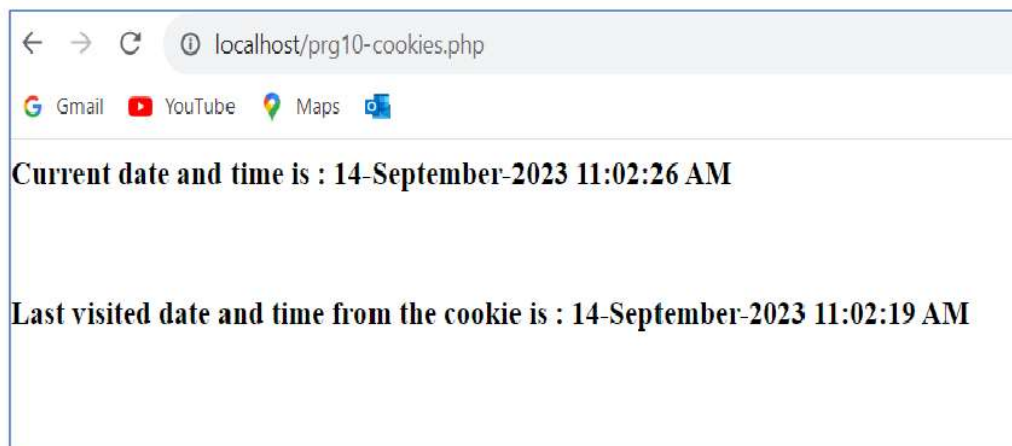 localhost/prg10-cookies.php
Gmail YouTube Maps
Current date and time is : 14-September-2023 11:02:26 AM
Last visited date and time from the cookie is : 14-September-2023 11:02:19 AM